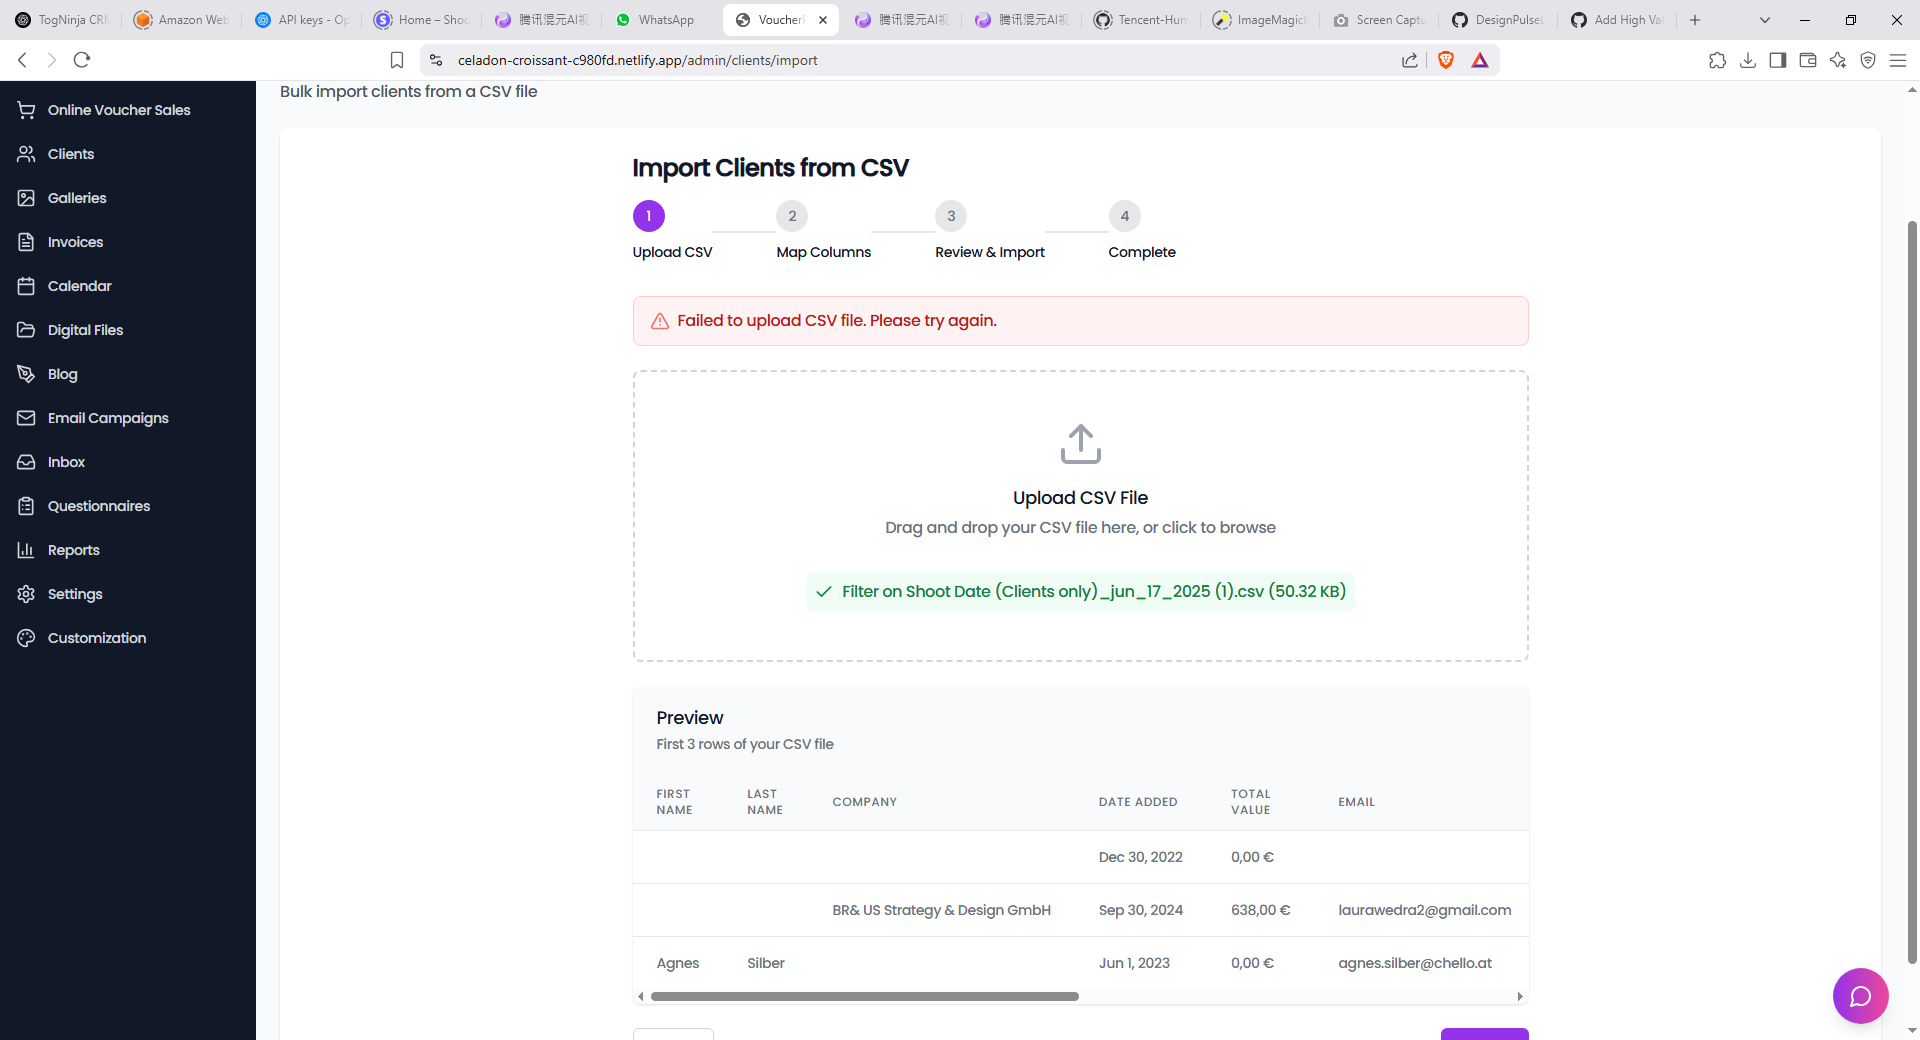 TogNinja CRM
Amazon Web
API keys - Op
Home – Shoo
腾讯混元AI视
WhatsApp
VoucherP
腾讯混元AI视
腾讯混元AI视
Tencent-Hun
ImageMagick
Screen Captu
DesignPulseL
Add High Val
celadon-croissant-c980fd.netlify.app/admin/clients/import
Online Voucher Sales
Clients
Galleries
Invoices
Calendar
Digital Files
Blog
Email Campaigns
Inbox
Questionnaires
Reports
Settings
Customization
Bulk import clients from a CSV file
Import Clients from CSV
1
2
3
4
Upload CSV
Map Columns
Review & Import
Complete
Failed to upload CSV file. Please try again.
Upload CSV File
Drag and drop your CSV file here, or click to browse
Filter on Shoot Date (Clients only)_jun_17_2025 (1).csv (50.32 KB)
Preview
First 3 rows of your CSV file
FIRST NAME
LAST NAME
COMPANY
DATE ADDED
TOTAL VALUE
EMAIL
Dec 30, 2022
0,00 €
BR& US Strategy & Design GmbH
Sep 30, 2024
638,00 €
laurawedra2@gmail.com
Agnes
Silber
Jun 1, 2023
0,00 €
agnes.silber@chello.at